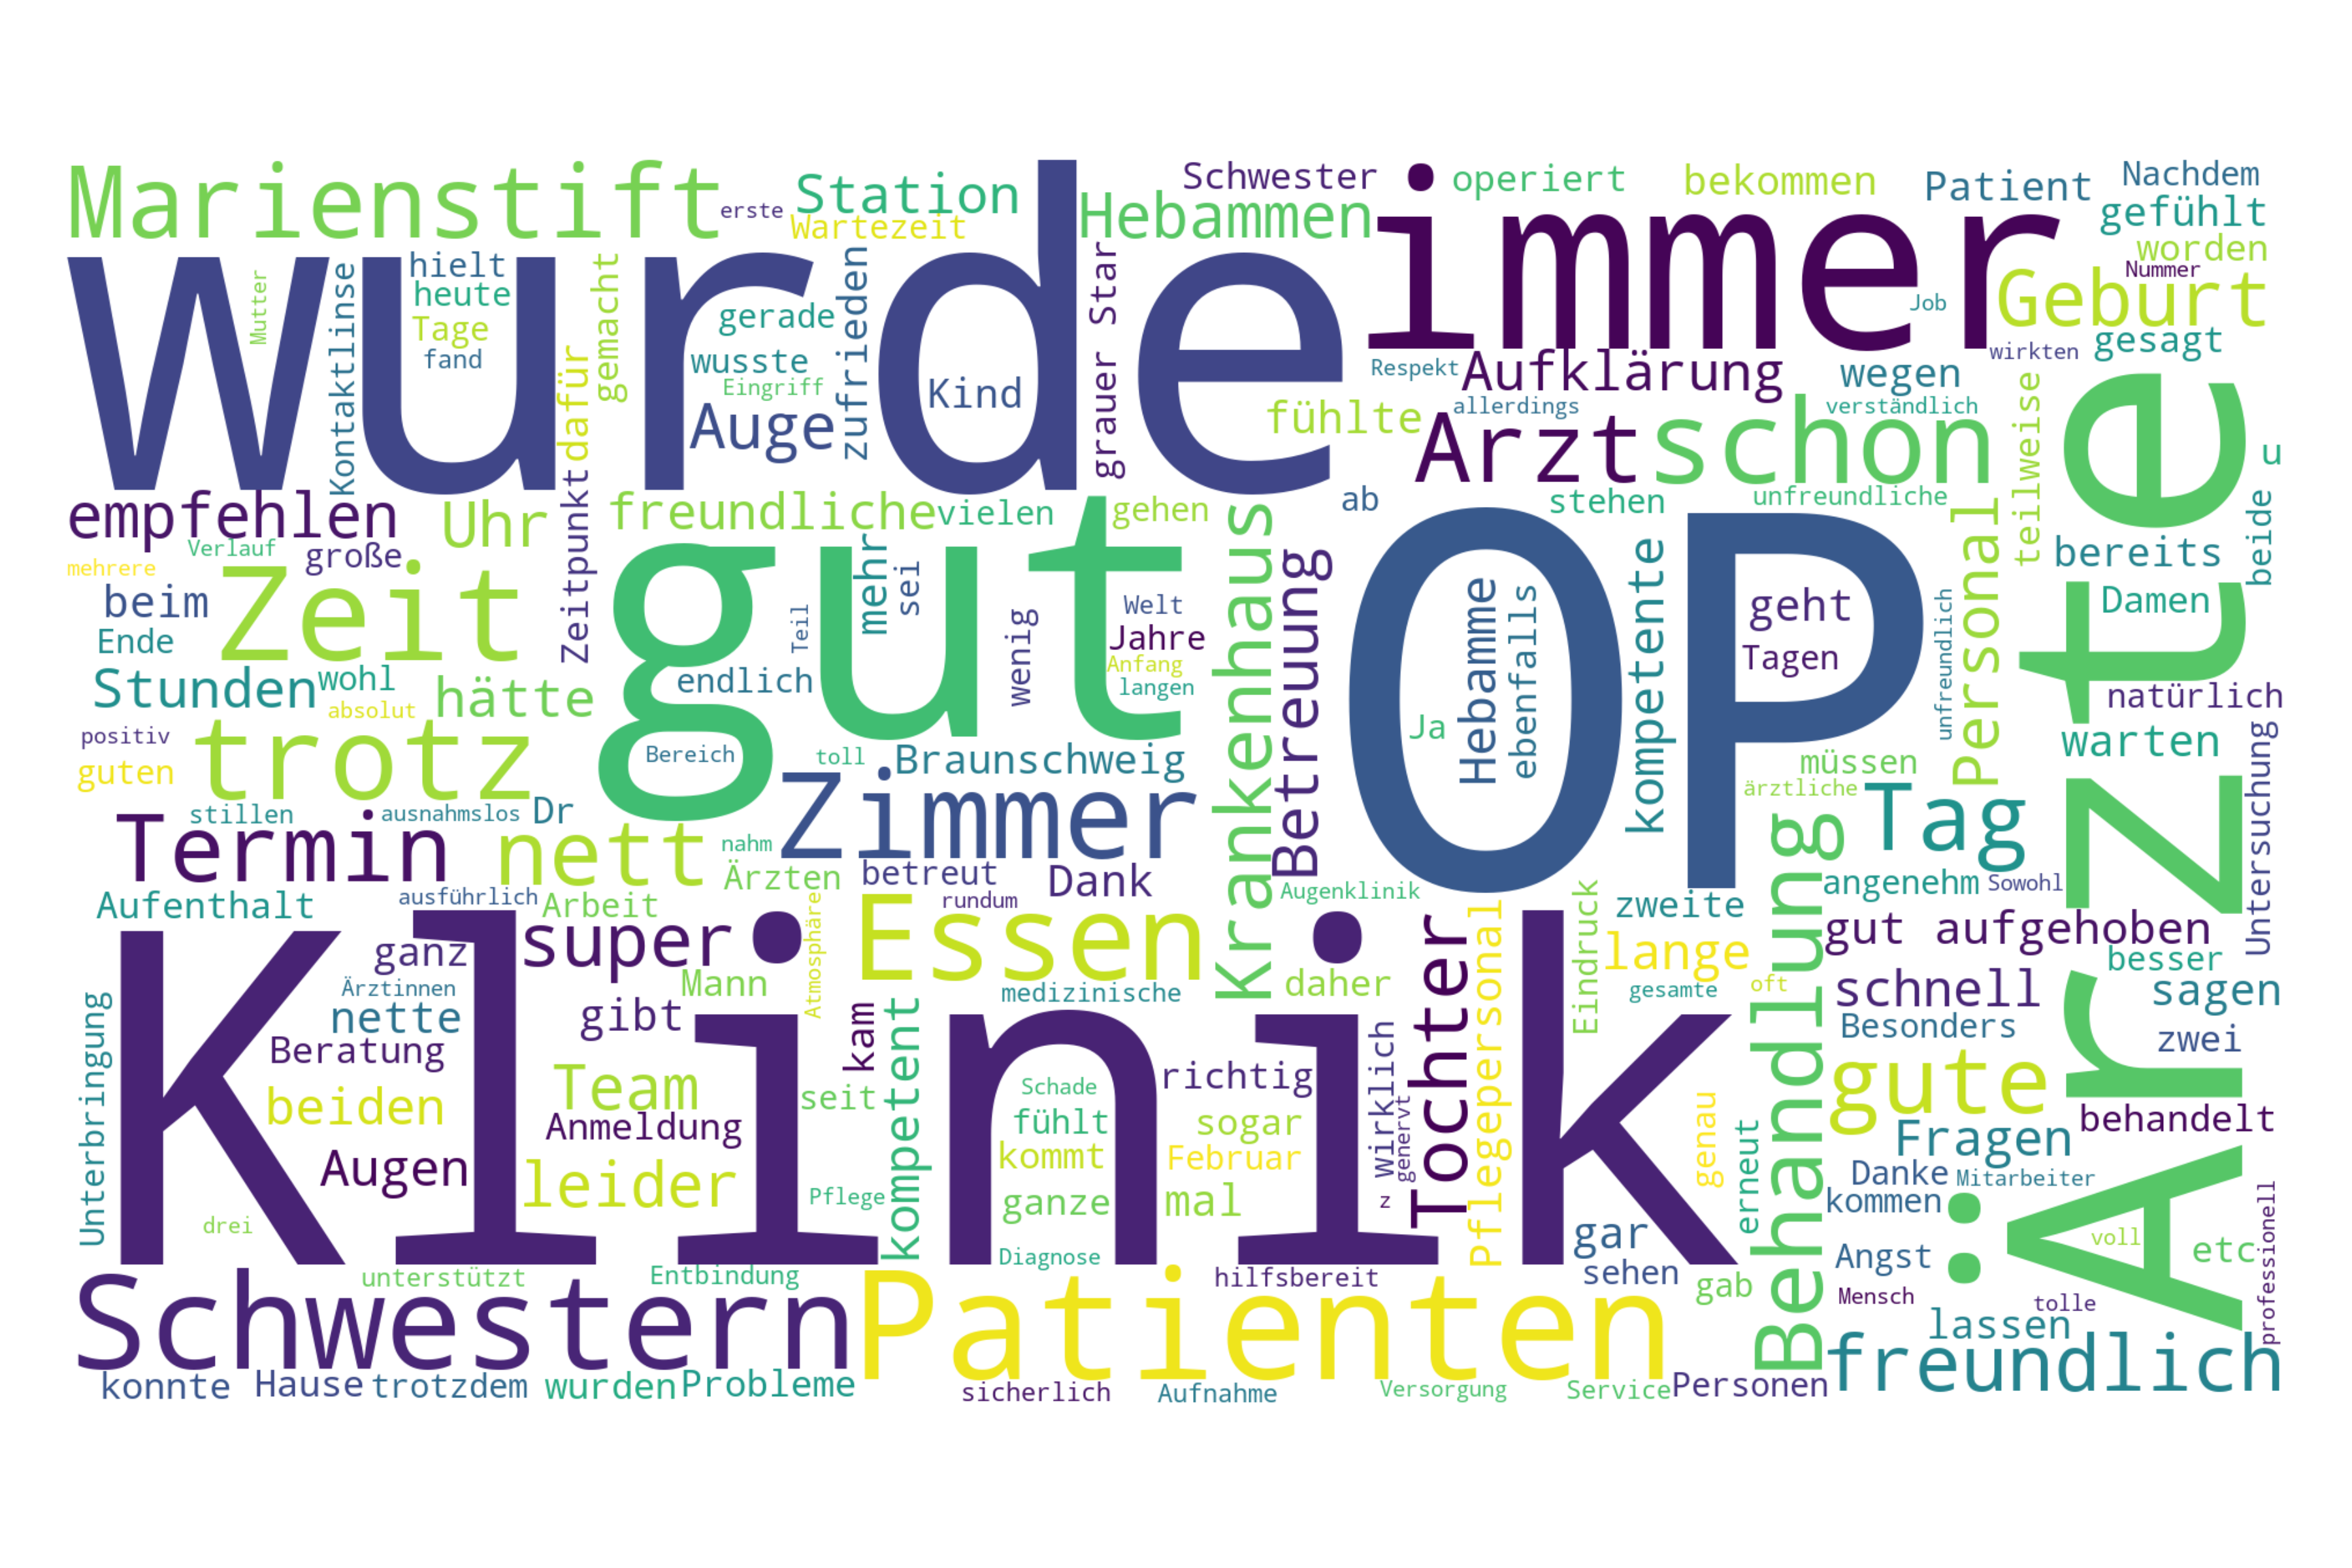 Marienstift
erste
Station
Wartezeit
Hebammen
Schwester
operiert
bekommen
Patient
Nachdem
gefühlt
worden
Nummer
Geburt
wurde
immer
Mutter
Kontaktlinse
hielt
heute
Tage
fand
dafür
gemacht
gerade
wusste
Eingriff
Auge
zufrieden
Kind
grauer Star
Job
wirkten
gesagt
Respekt
Aufklärung
wegen
fühlte
allerdings
verständlich
Arzt
schon
teilweise
Ärzte
u
beide
empfehlen
Uhr
Zeitpunkt
freundliche
vielen
gehen
ab
stehen
unfreundliche
Personal
bereits
Verlauf
große
mehrere
beim
Zeit
Ende
gut
mehr
sei
Teil
wenig
Welt
Jahre
Anfang
langen
endlich
Krankenhaus
Betreuung
OP
Hebamme
ebenfalls
Ja
kompetente
geht
Tagen
unfreundlich
Damen
natürlich
warten
Untersuchung
Stunden
wohl
absolut
hätte
positiv
guten
trotz
Bereich
toll
Braunschweig
Zimmer
müssen
ärztliche
Tag
stillen
ausnahmslos
Dr
Termin
nett
nahm
Ärzten
betreut
Dank
rundum
Augenklinik
Behandlung
angenehm
Sowohl
Aufenthalt
ausführlich
Arbeit
Atmosphäre
super
Essen
Eindruck
zweite
lange
gut aufgehoben
besser
Klinik
ganz
Ärztinnen
nette
Beratung
beiden
Augen
drei
Unterbringung
Mann
gibt
kam
kompetent
medizinische
daher
Tochter
Pflegepersonal
gesamte
oft
schnell
sagen
Besonders
zwei
Team
Anmeldung
seit
leider
Pflege
Schade
fühlt
kommt
ganze
Diagnose
richtig
sogar
Februar
mal
wirklich
genervt
z
genau
erneut
gute
behandelt
Fragen
Danke
Mitarbeiter
kommen
gar
sehen
gab
Angst
Mensch
voll
etc
professionell
tolle
lassen
unterstützt
Entbindung
hilfsbereit
Schwestern
Patienten
freundlich
konnte
Hause
trotzdem
wurden
Probleme
sicherlich
Aufnahme
Versorgung
Service
Personen